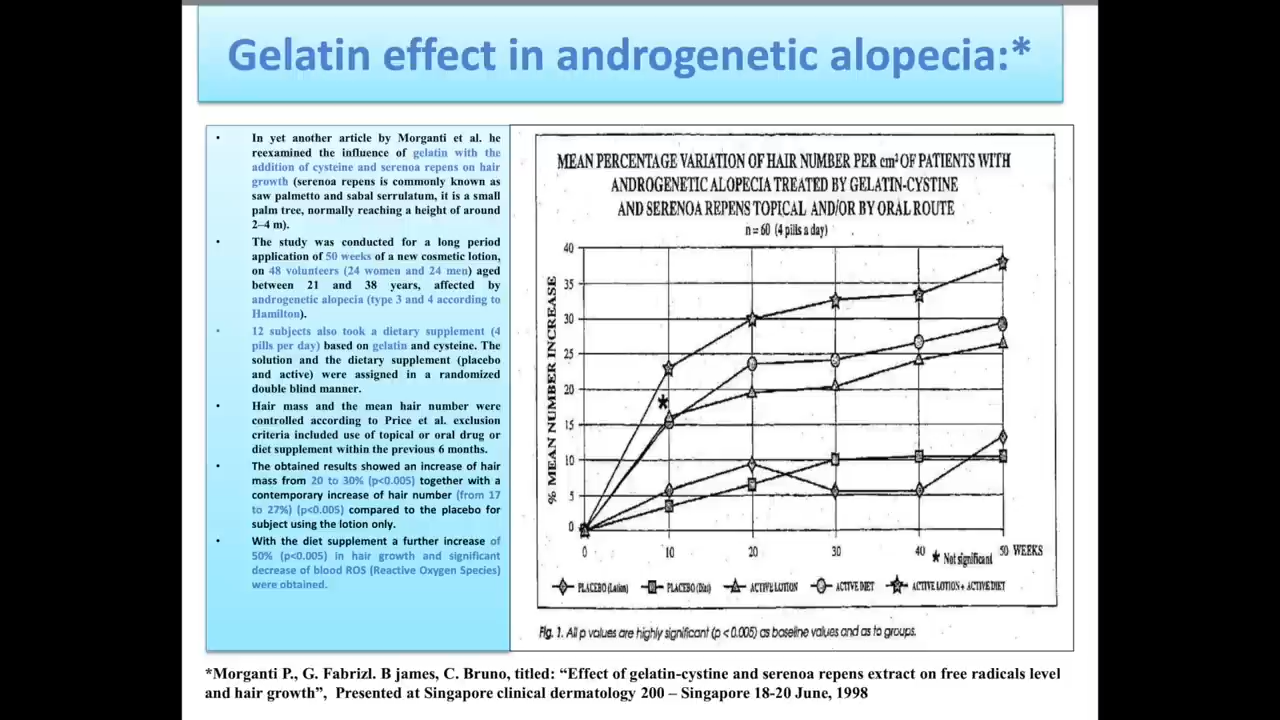 Gelatin effect in androgenetic alopecia:*
• In yet another article by Morganti et al. he
reexamined the influence of gelatin with the
addition of cysteine and serenoa repens on hair
growth (serenoa repens is commonly known as
saw palmetto and sabal serrulatum, it is a small
palm tree, normally reaching a height of around
2–4 m).
• The study was conducted for a long period
application of 50 weeks of a new cosmetic lotion,
on 48 volunteers (24 women and 24 men) aged
between 21 and 38 years, affected by
androgenetic alopecia (type 3 and 4 according to
Hamilton).
• 12 subjects also took a dietary supplement (4
pills per day) based on gelatin and cysteine. The
solution and the dietary supplement (placebo
and active) were assigned in a randomized
double blind manner.
• Hair mass and the mean hair number were
controlled according to Price et al. exclusion
criteria included use of topical or oral drug or
diet supplement within the previous 6 months.
• The obtained results showed an increase of hair
mass from 20 to 30% (p<0.005) together with a
contemporary increase of hair number (from 17
to 27%) (p<0.005) compared to the placebo for
subject using the lotion only.
• With the diet supplement a further increase of
50% (p<0.005) in hair growth and significant
decrease of blood ROS (Reactive Oxygen Species)
were obtained.
MEAN PERCENTAGE VARIATION OF HAIR NUMBER PER cm² OF PATIENTS WITH
ANDROGENETIC ALOPECIA TREATED BY GELATIN-CYSTINE
AND SERENOA REPENS TOPICAL AND/OR BY ORAL ROUTE
n = 60 (4 pills a day)
% MEAN NUMBER INCREASE
40
35
30
25
20
15
10
5
0
*
0 10 20 30 40 50 WEEKS
* Not significant
PLACEBO (Lotion) PLACEBO (Diet) ACTIVE LOTION ACTIVE DIET ACTIVE LOTION + ACTIVE DIET
Fig. 1. All p values are highly significant (p < 0.005) as baseline values and as to groups.
*Morganti P., G. Fabrizl. B james, C. Bruno, titled: “Effect of gelatin-cystine and serenoa repens extract on free radicals level
and hair growth”, Presented at Singapore clinical dermatology 200 – Singapore 18-20 June, 1998